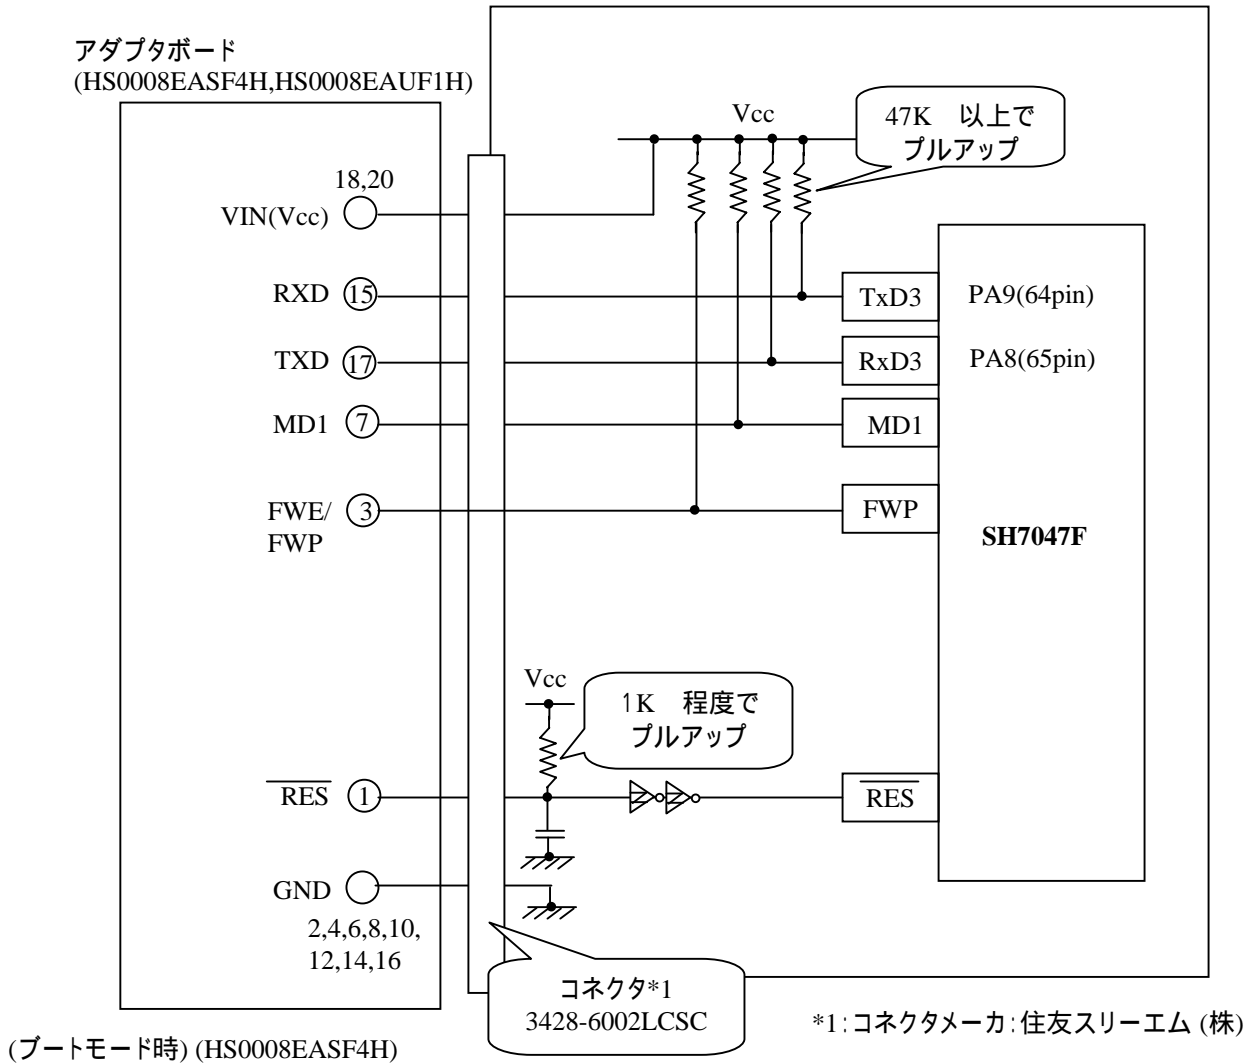 アダプタボード
(HS0008EASF4H,HS0008EAUF1H)
Vcc
47K 以上で
プルアップ
18,20
VIN(Vcc)
RXD 15
TxD3
PA9(64pin)
TXD 17
RxD3
PA8(65pin)
MD1 7
MD1
FWE/ 3
FWP
FWP
SH7047F
Vcc
1K 程度で
プルアップ
RES 1
RES
GND
2,4,6,8,10,
12,14,16
コネクタ*1
3428-6002LCSC
*1:コネクタメーカ:住友スリーエム (株)
(ブートモード時) (HS0008EASF4H)